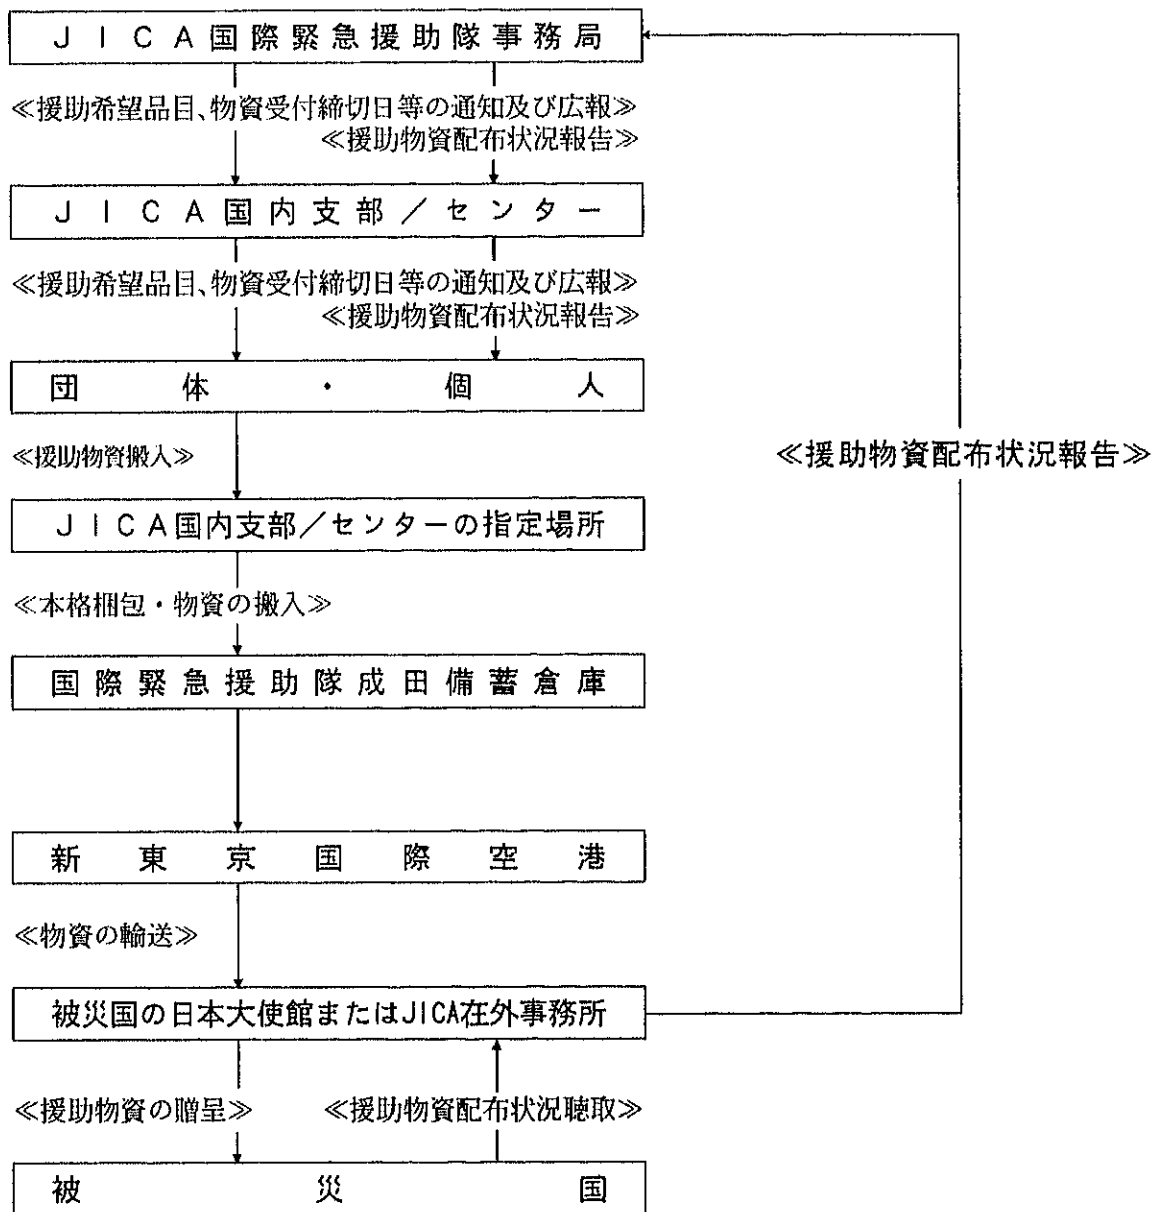 JICA国際緊急援助隊事務局
≪援助希望品目、物資受付締切日等の通知及び広報≫
≪援助物資配布状況報告≫
JICA国内支部／センター
≪援助希望品目、物資受付締切日等の通知及び広報≫
≪援助物資配布状況報告≫
団体・個人
≪援助物資搬入≫
≪援助物資配布状況報告≫
JICA国内支部／センターの指定場所
≪本格梱包・物資の搬入≫
国際緊急援助隊成田備蓄倉庫
新東京国際空港
≪物資の輸送≫
被災国の日本大使館またはJICA在外事務所
≪援助物資の贈呈≫ ≪援助物資配布状況聴取≫
被災国